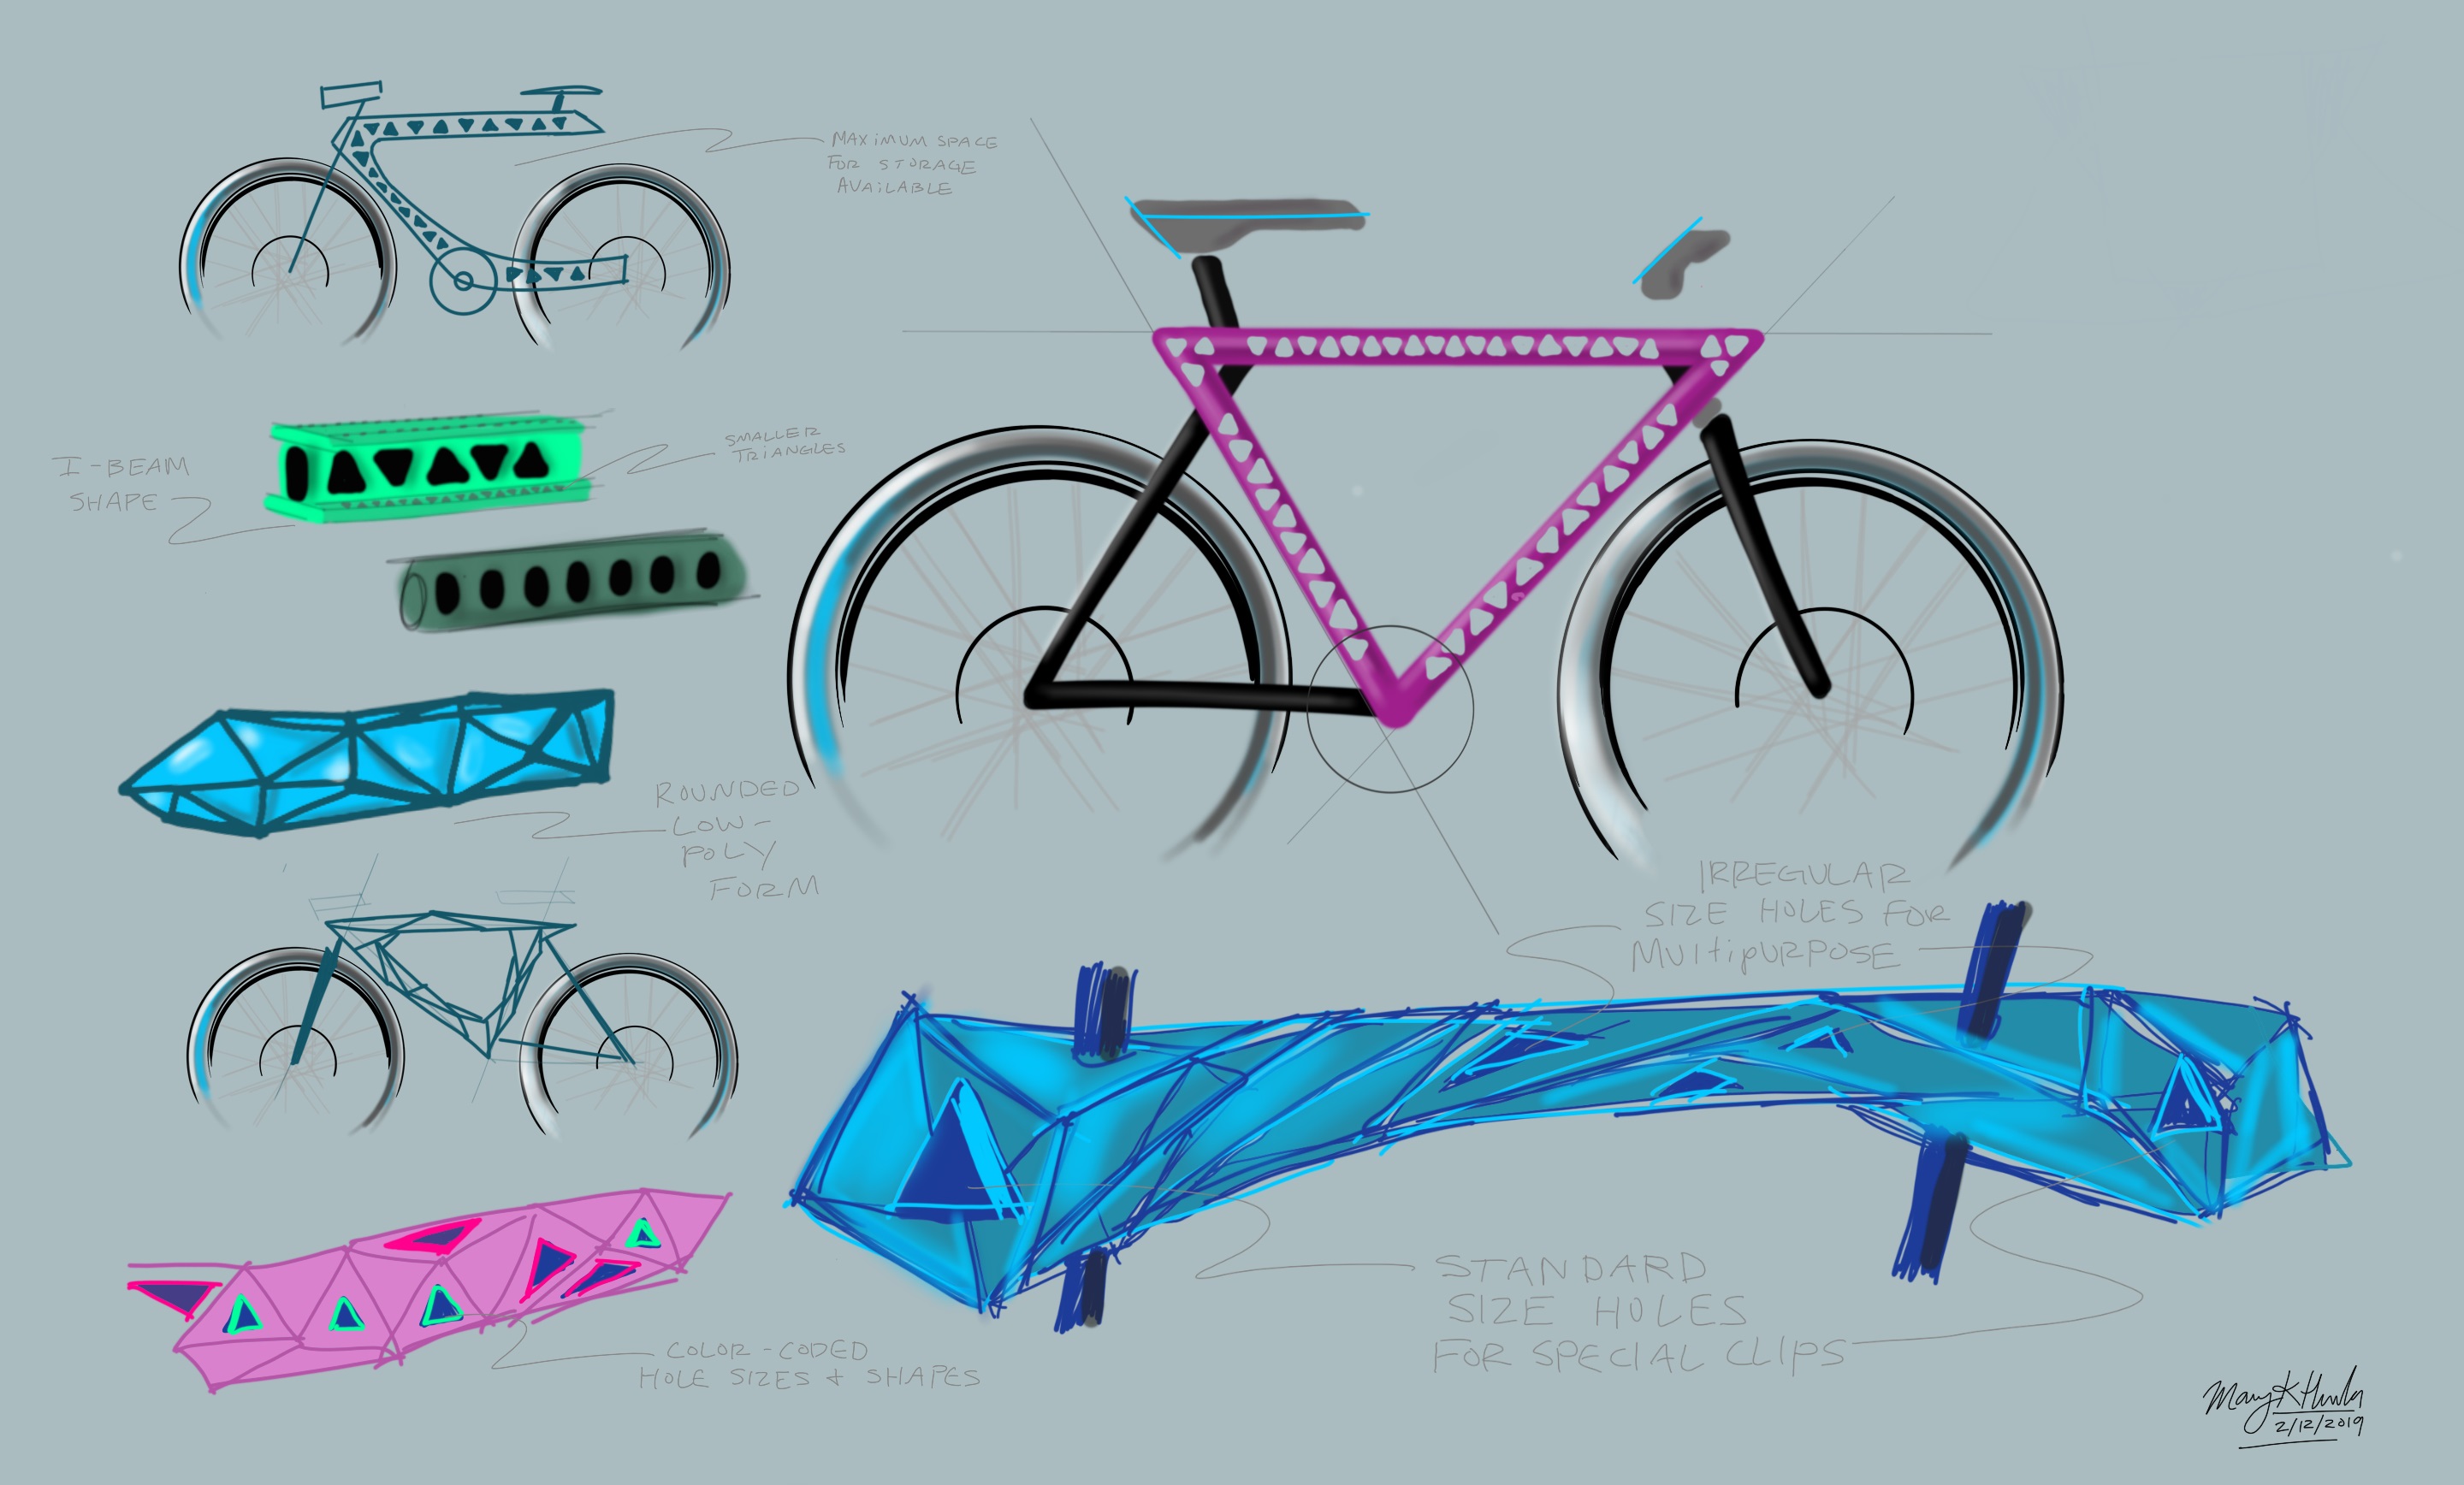 MAXIMUM SPACE
FOR STORAGE
AVAILABLE
I-BEAM
SHAPE
SMALLER
TRIANGLES
ROUNDED
LOW-
POLY
FORM
IRREGULAR
SIZE HOLES FOR
MULTIPURPOSE
STANDARD
SIZE HOLES
FOR SPECIAL CLIPS
COLOR-CODED
HOLE SIZES + SHAPES
Mary K
2/12/2019